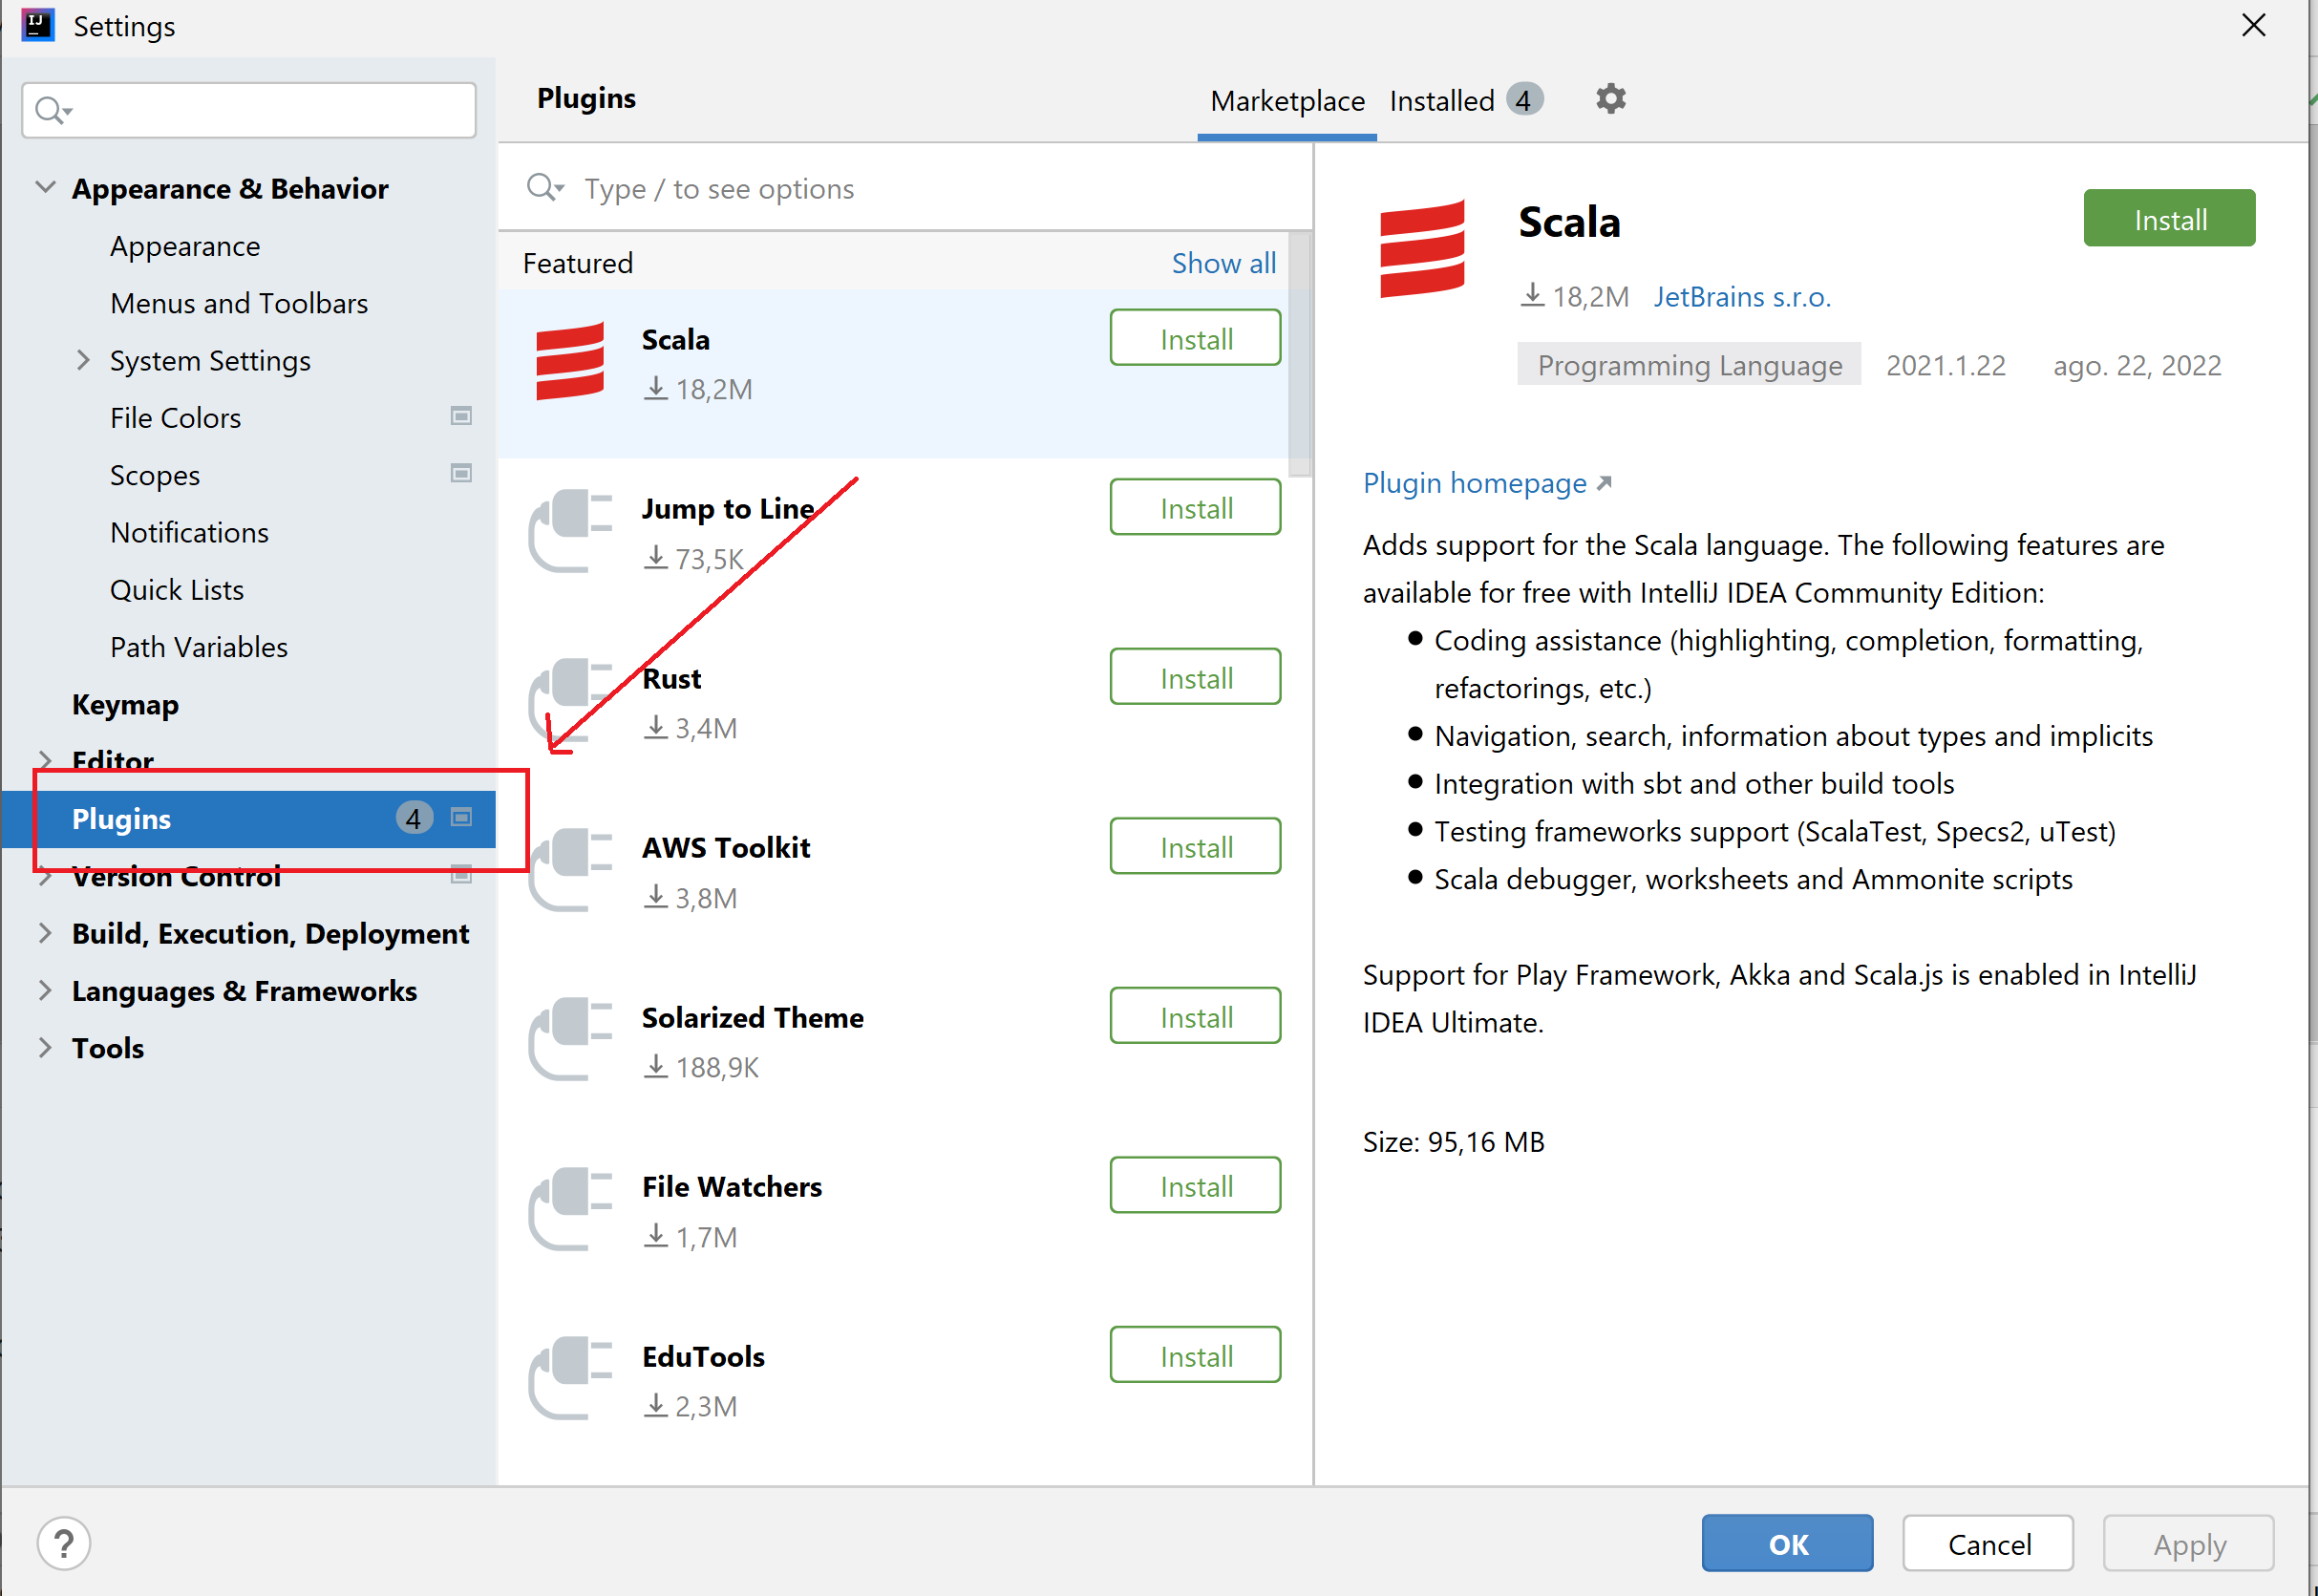 IJ
Settings
Appearance & Behavior
Appearance
Menus and Toolbars
System Settings
File Colors
Scopes
Notifications
Quick Lists
Path Variables
Keymap
Editor
Plugins 4
Version Control
Build, Execution, Deployment
Languages & Frameworks
Tools
Plugins
Marketplace Installed 4
Type / to see options
Featured Show all
Scala Install
18,2M
Jump to Line Install
73,5K
Rust Install
3,4M
AWS Toolkit Install
3,8M
Solarized Theme Install
188,9K
File Watchers Install
1,7M
EduTools Install
2,3M
Scala Install
18,2M JetBrains s.r.o.
Programming Language 2021.1.22 ago. 22, 2022
Plugin homepage
Adds support for the Scala language. The following features are
available for free with IntelliJ IDEA Community Edition:
• Coding assistance (highlighting, completion, formatting,
refactorings, etc.)
• Navigation, search, information about types and implicits
• Integration with sbt and other build tools
• Testing frameworks support (ScalaTest, Specs2, uTest)
• Scala debugger, worksheets and Ammonite scripts
Support for Play Framework, Akka and Scala.js is enabled in IntelliJ
IDEA Ultimate.
Size: 95,16 MB
? OK Cancel Apply